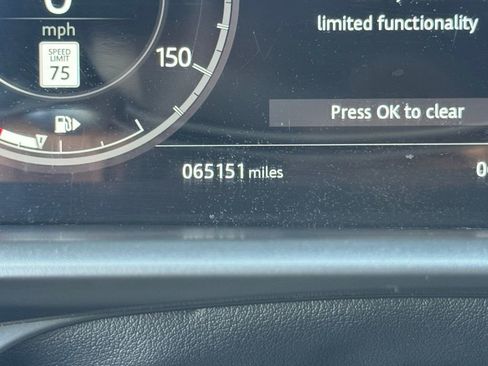 limited functionality
mph
SPEED
LIMIT
75
150
Press OK to clear
065151 miles